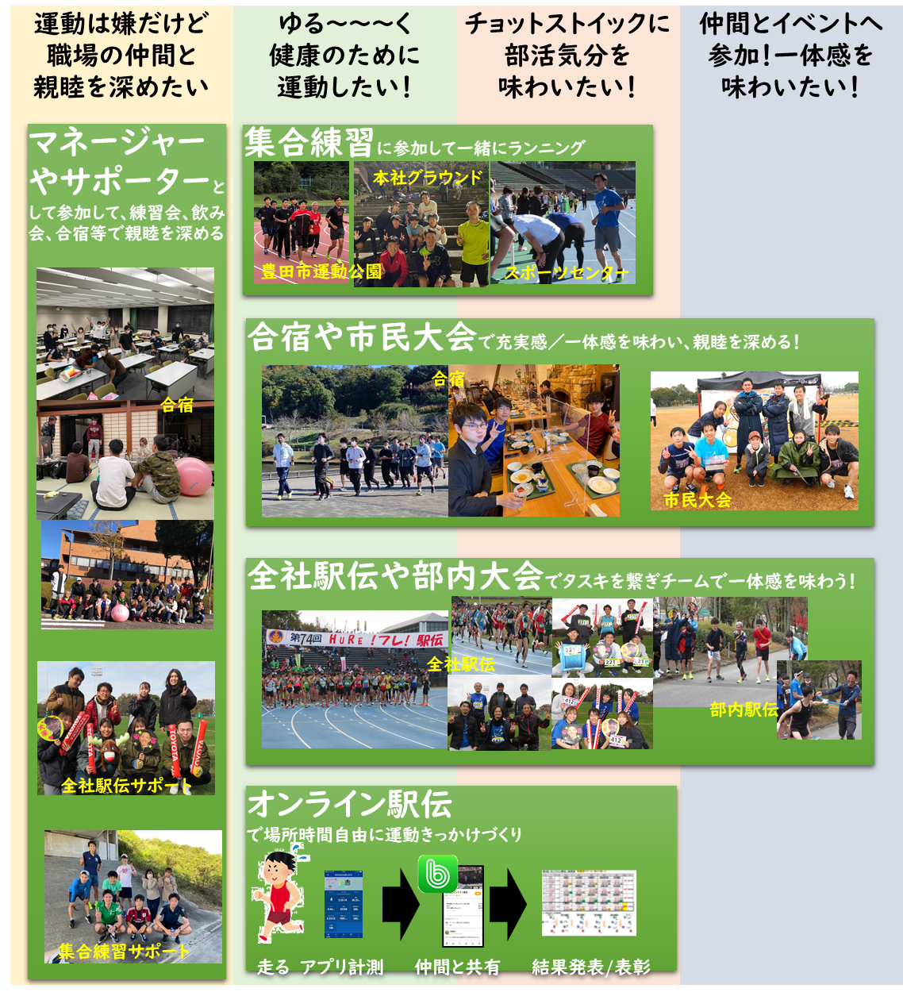 運動は嫌だけど
職場の仲間と
親睦を深めたい
ゆる～～～く
健康のために
運動したい！
チョットストイックに
部活気分を
味わいたい！
仲間とイベントへ
参加！一体感を
味わいたい！
マネージャー
やサポーターと
して参加して、練習会、飲み
会、合宿等で親睦を深める
合宿
全社駅伝サポート
集合練習サポート
集合練習に参加して一緒にランニング
本社グラウンド
豊田市運動公園
スポーツセンター
合宿や市民大会で充実感／一体感を味わい、親睦を深める！
合宿
市民大会
全社駅伝や部内大会でタスキを繋ぎチームで一体感を味わう！
第74回 HURE！フレ！駅伝
全社駅伝
部内駅伝
221
221
412
412
TOYOTA
TOYOTA
TOYOTA
オンライン駅伝
で場所時間自由に運動きっかけづくり
走る アプリ計測 仲間と共有 結果発表/表彰